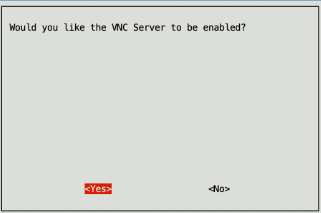 Would you like the VNC Server to be enabled?
<Yes> <No>